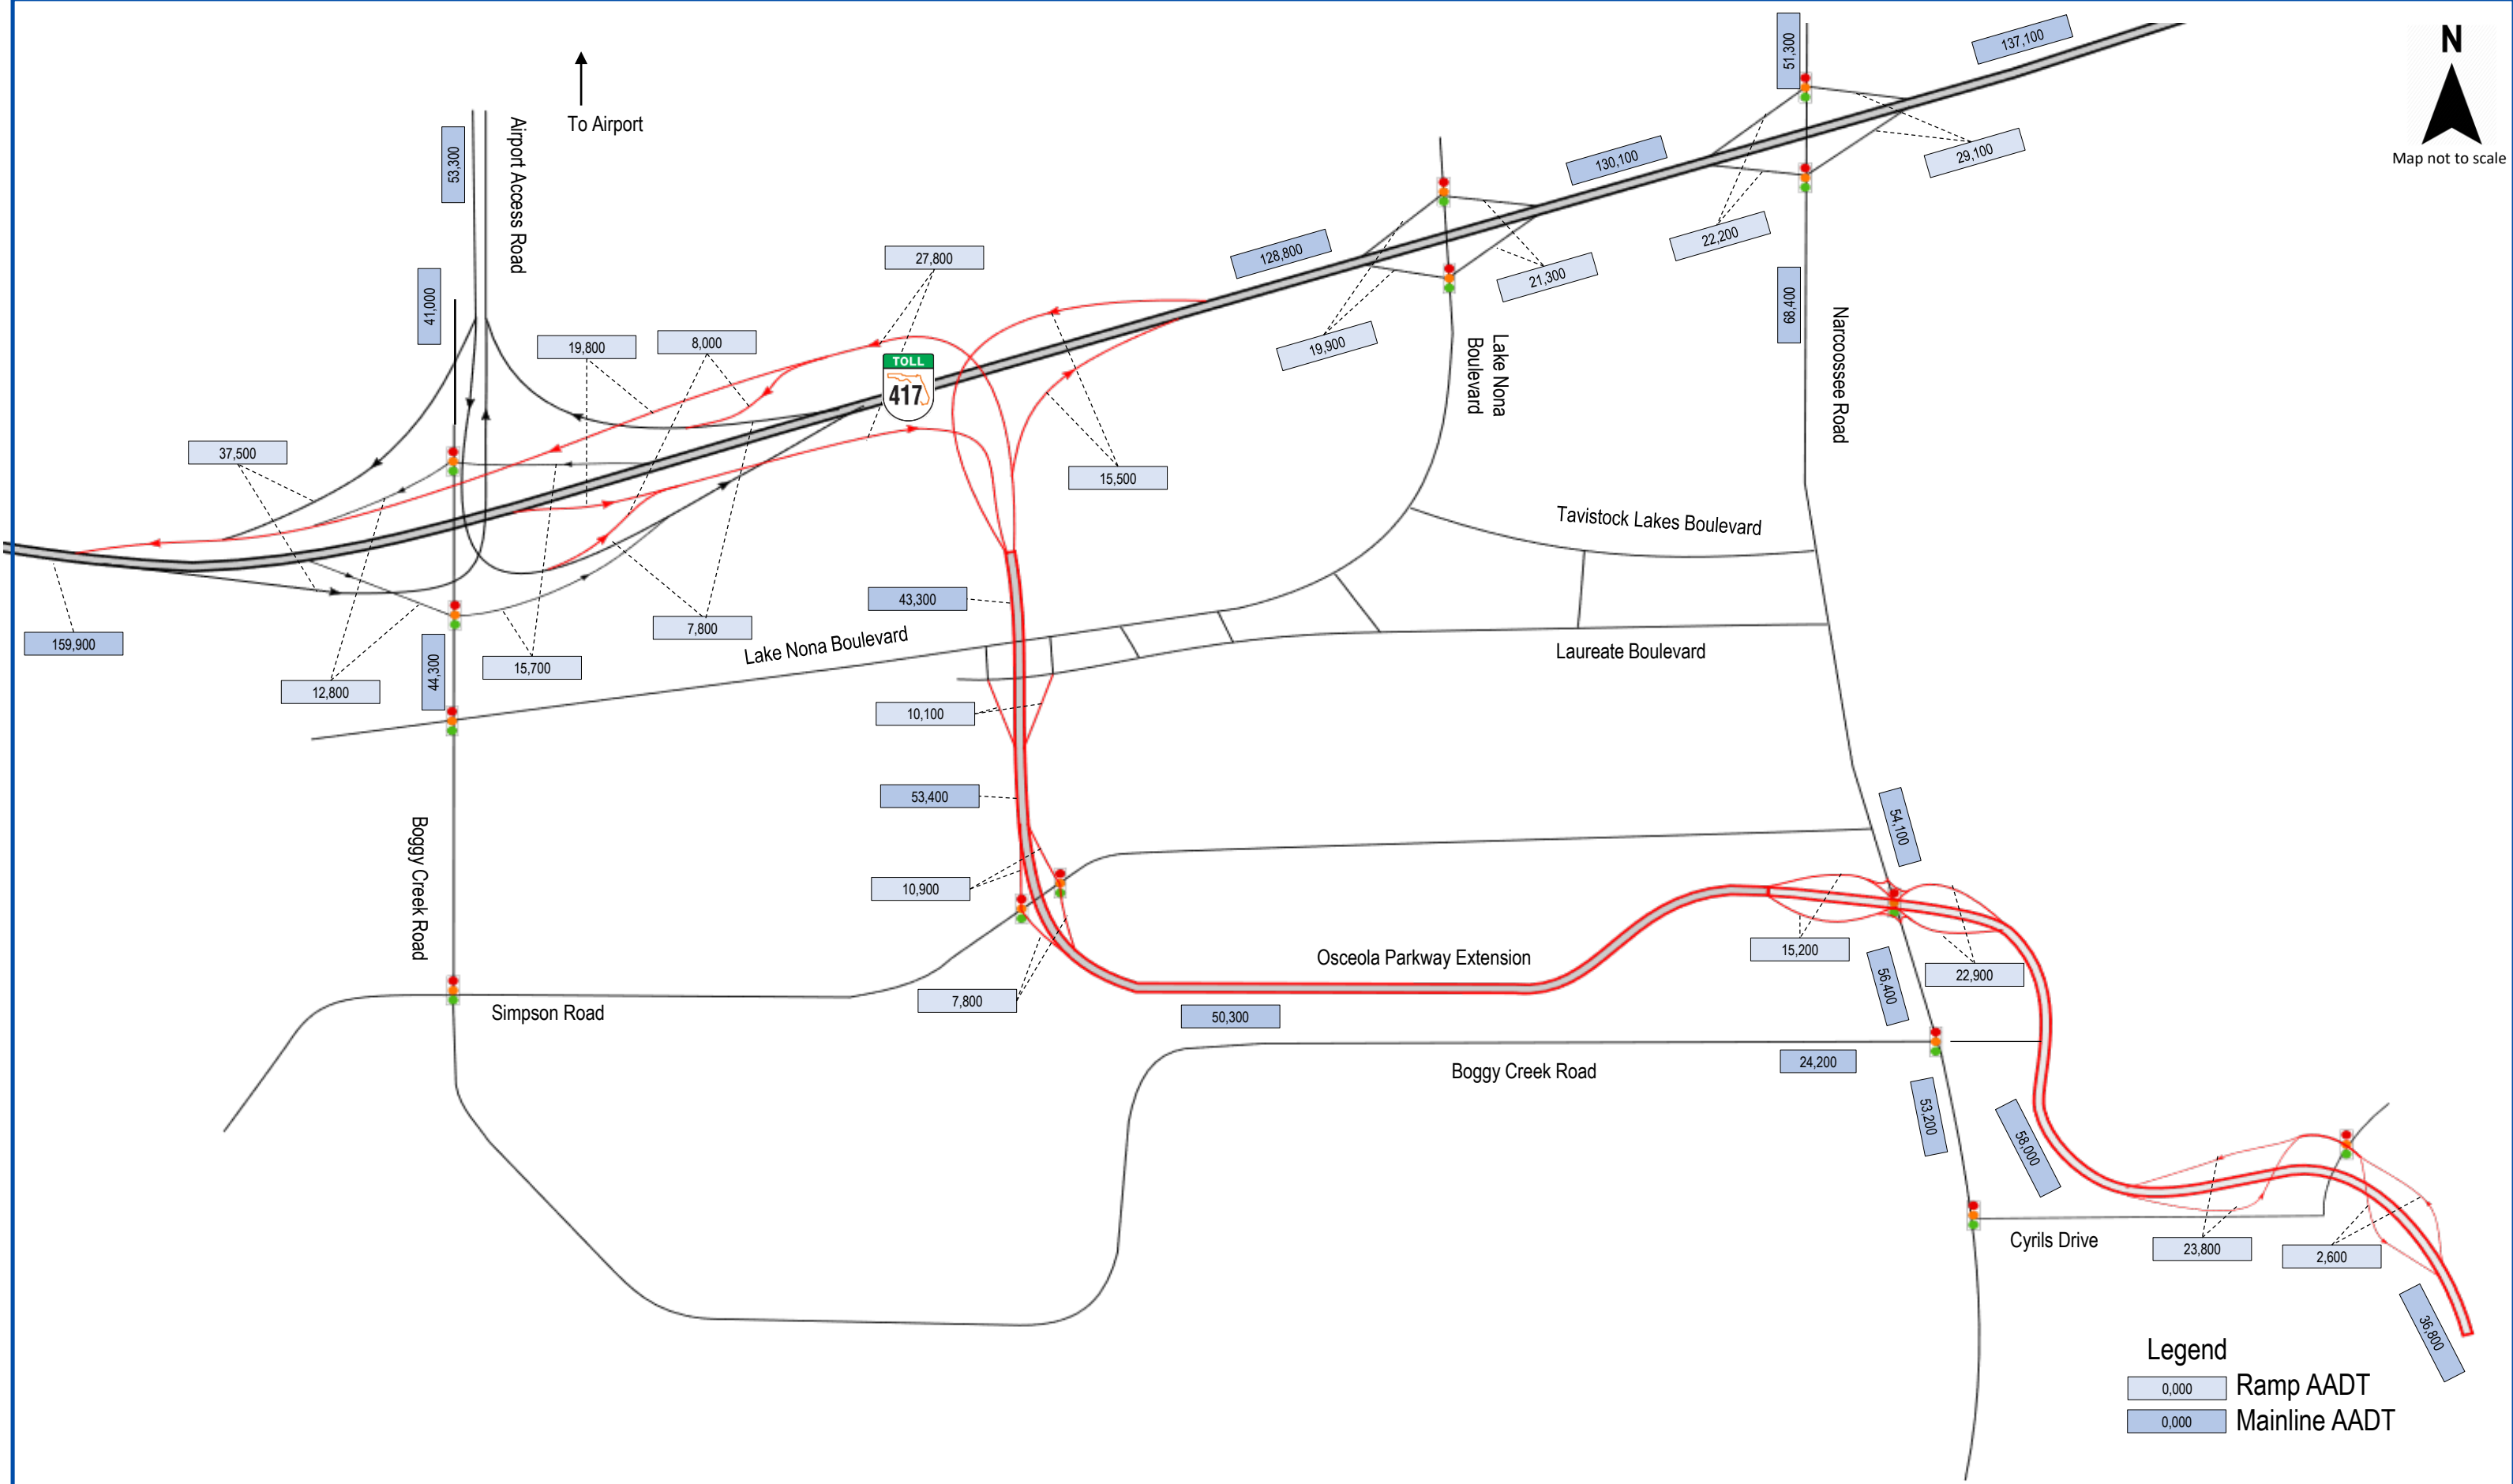 51,300
137,100
N
Map not to scale
To Airport
Airport Access Road
53,300
130,100
29,100
22,200
128,800
21,300
27,800
41,000
68,400
19,900
19,800
8,000
Lake Nona
Boulevard
Narcoossee Road
TOLL
417
37,500
15,500
Tavistock Lakes Boulevard
43,300
7,800
159,900
Lake Nona Boulevard
Laureate Boulevard
15,700
44,300
12,800
10,100
53,400
54,100
Boggy Creek Road
10,900
15,200
Osceola Parkway Extension
22,900
56,400
7,800
Simpson Road
50,300
24,200
Boggy Creek Road
53,200
58,000
Cyrils Drive
23,800
2,600
36,800
Legend
0,000 Ramp AADT
0,000 Mainline AADT